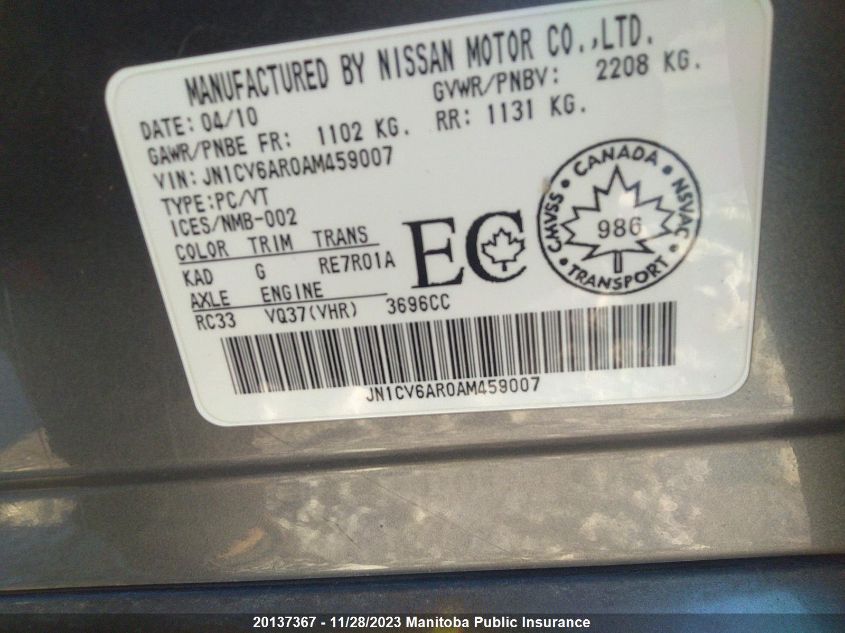 MANUFACTURED BY NISSAN MOTOR CO.,LTD.
DATE: 04/10 GVWR/PNBV: 2208 KG.
GAWR/PNBE FR: 1102 KG. RR: 1131 KG.
VIN: JN1CV6AR0AM459007
TYPE:PC/VT
ICES/NMB-002
COLOR TRIM TRANS
KAD G RE7R01A
AXLE ENGINE
RC33 VQ37(VHR) 3696CC
EC
CANADA
CMVSS • NSVAC
986
TRANSPORT
JN1CV6AR0AM459007
20137367 - 11/28/2023 Manitoba Public Insurance